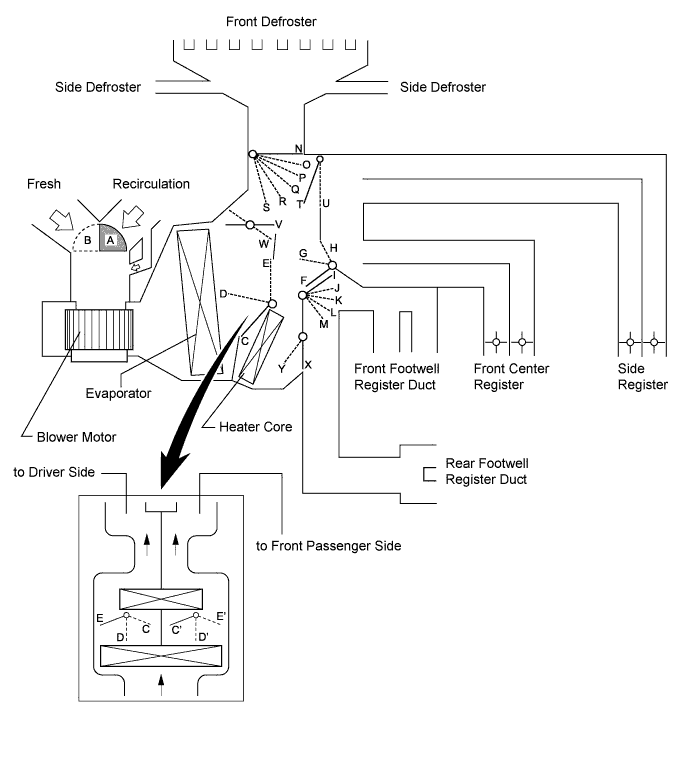 Front Defroster
Side Defroster
Side Defroster
Fresh
Recirculation
B
A
N
O
P
Q
R
S
T
U
V
W
E
D
C
G
H
F
I
J
K
L
M
Y
X
Evaporator
Blower Motor
Heater Core
Front Footwell
Register Duct
Front Center
Register
Side
Register
Rear Footwell
Register Duct
to Driver Side
to Front Passenger Side
E
D
C
C'
D'
E'